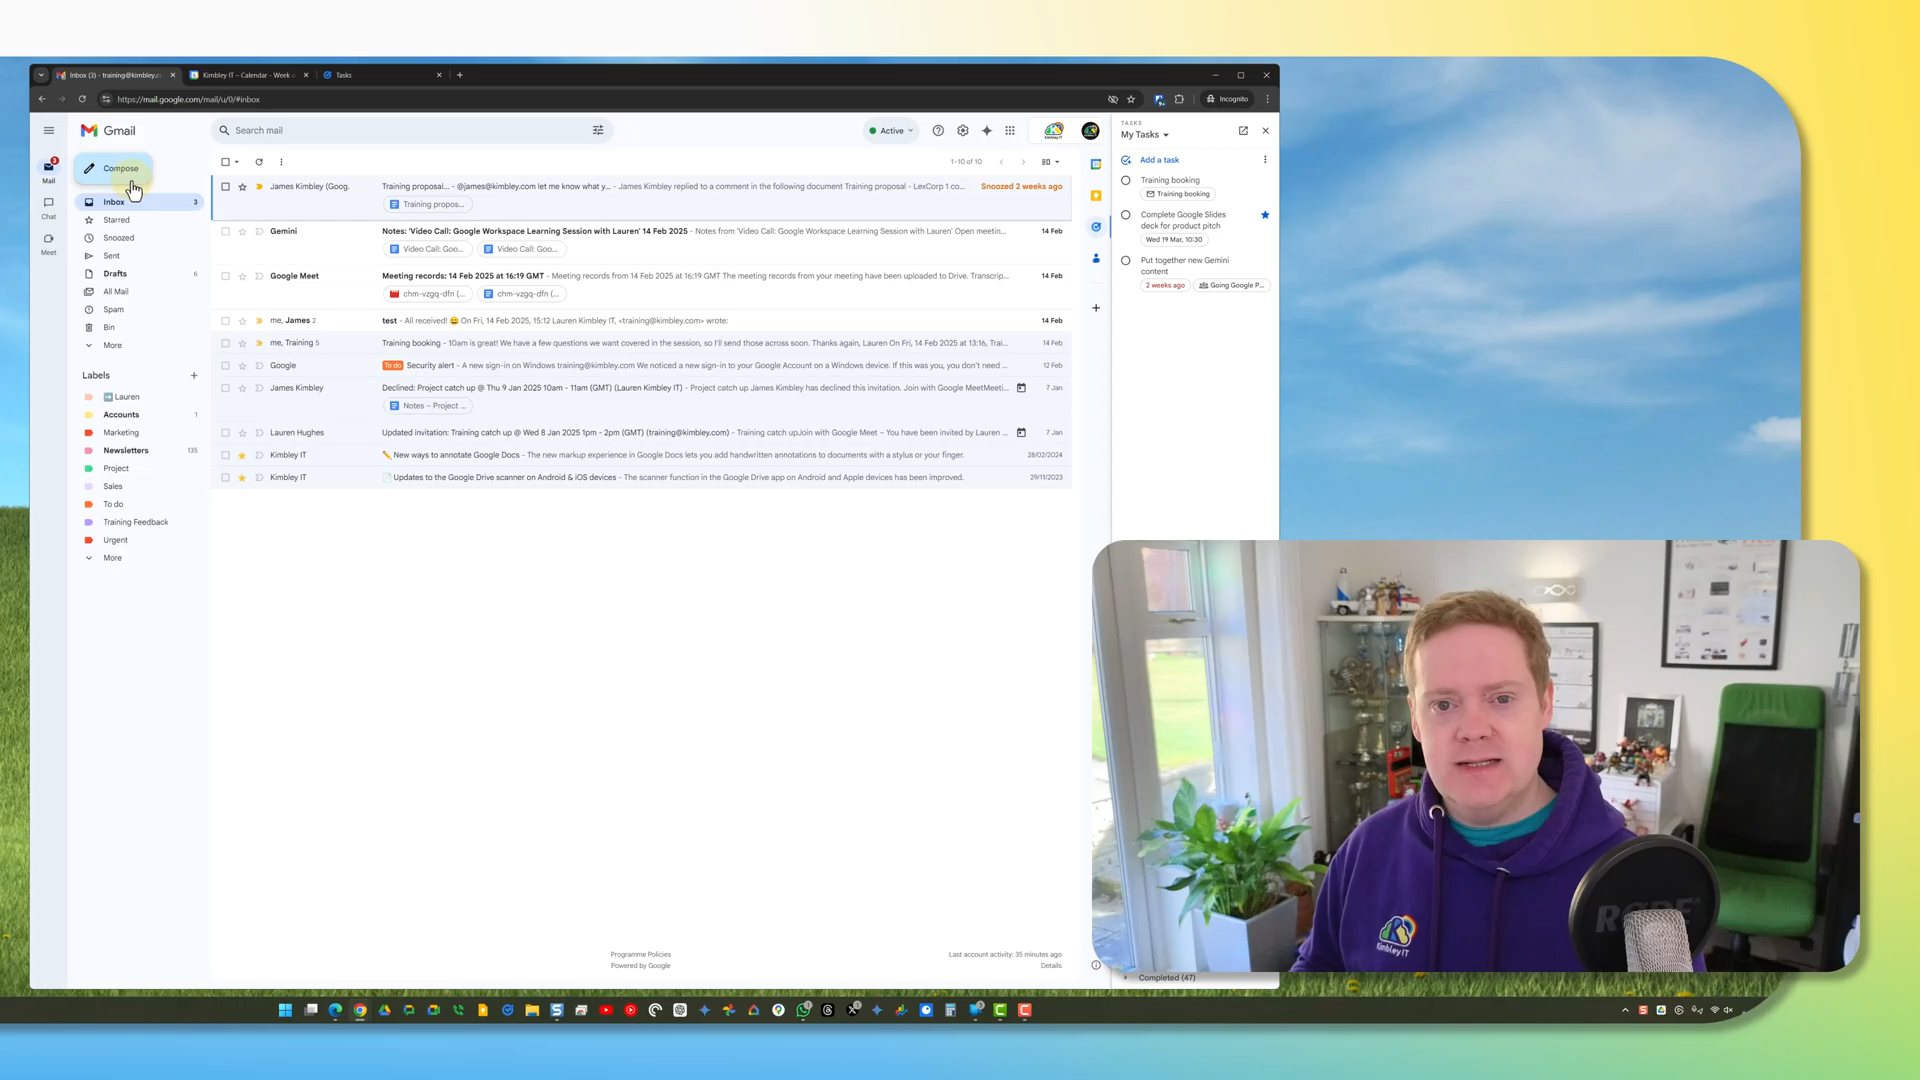 Inbox (3) - training@kimbley.cc
Kimbley IT – Calendar - Week o
Tasks
https://mail.google.com/mail/u/0/#inbox
Incognito
Gmail
Search mail
Active
TASKS
My Tasks
3
Mail
Chat
Meet
Compose
Inbox 3
Starred
Snoozed
Sent
Drafts 6
All Mail
Spam
Bin
More
Labels
Lauren
Accounts 1
Marketing
Newsletters 135
Project
Sales
To do
Training Feedback
Urgent
More
1-10 of 10
James Kimbley (Goog. Training proposal... - @james@kimbley.com let me know what y... - James Kimbley replied to a comment in the following document Training proposal - LexCorp 1 co... Snoozed 2 weeks ago
Training propos...
Gemini Notes: 'Video Call: Google Workspace Learning Session with Lauren' 14 Feb 2025 - Notes from 'Video Call: Google Workspace Learning Session with Lauren' Open meetin... 14 Feb
Video Call: Goo... Video Call: Goo...
Google Meet Meeting records: 14 Feb 2025 at 16:19 GMT - Meeting records from 14 Feb 2025 at 16:19 GMT The meeting records from your meeting have been uploaded to Drive. Transcrip... 14 Feb
chm-vzgq-dfn (... chm-vzgq-dfn (...
me, James 2 test - All received! 😀 On Fri, 14 Feb 2025, 15:12 Lauren Kimbley IT, <training@kimbley.com> wrote: 14 Feb
me, Training 5 Training booking - 10am is great! We have a few questions we want covered in the session, so I'll send those across soon. Thanks again, Lauren On Fri, 14 Feb 2025 at 13:16, Trai... 14 Feb
Google To do Security alert - A new sign-in on Windows training@kimbley.com We noticed a new sign-in to your Google Account on a Windows device. If this was you, you don't need ... 12 Feb
James Kimbley Declined: Project catch up @ Thu 9 Jan 2025 10am - 11am (GMT) (Lauren Kimbley IT) - Project catch up James Kimbley has declined this invitation. Join with Google MeetMeeti... 7 Jan
Notes – Project ...
Lauren Hughes Updated invitation: Training catch up @ Wed 8 Jan 2025 1pm - 2pm (GMT) (training@kimbley.com) - Training catch upJoin with Google Meet – You have been invited by Lauren ... 7 Jan
Kimbley IT ✏️ New ways to annotate Google Docs - The new markup experience in Google Docs lets you add handwritten annotations to documents with a stylus or your finger. 28/02/2024
Kimbley IT 📄 Updates to the Google Drive scanner on Android & iOS devices - The scanner function in the Google Drive app on Android and Apple devices has been improved. 29/11/2023
Add a task
Training booking
Training booking
Complete Google Slides
deck for product pitch
Wed 19 Mar, 10:30
Put together new Gemini
content
2 weeks ago Going Google P...
Programme Policies
Powered by Google
Last account activity: 35 minutes ago
Details
Completed (47)
RØDE
Kimbley IT